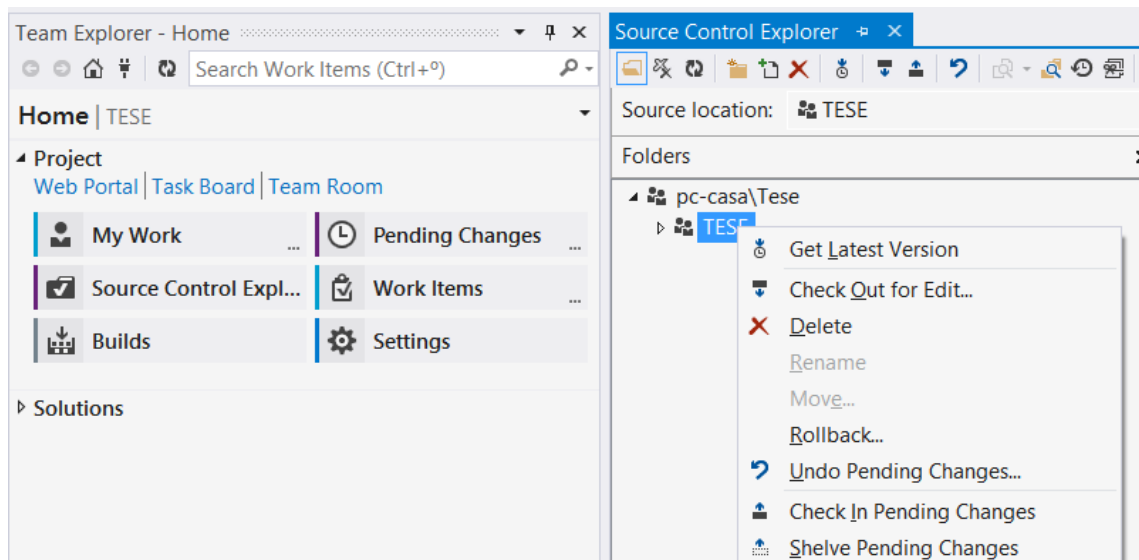 Team Explorer - Home
Search Work Items (Ctrl+º)
Home | TESE
Project
Web Portal | Task Board | Team Room
My Work ...
Pending Changes ...
Source Control Expl...
Work Items ...
Builds
Settings
Solutions
Source Control Explorer
Source location: TESE
Folders
pc-casa\Tese
TESE
Get Latest Version
Check Out for Edit...
Delete
Rename
Move...
Rollback...
Undo Pending Changes...
Check In Pending Changes
Shelve Pending Changes